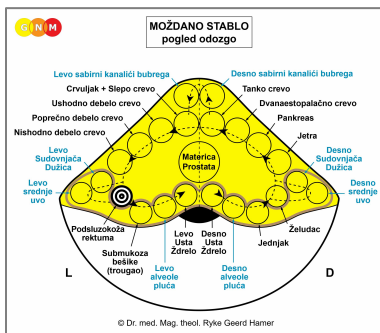 GNM
MOŽDANO STABLO
pogled odozgo
Levo sabirni kanalići bubrega
Desno sabirni kanalići bubrega
Crvuljak + Slepo crevo
Tanko crevo
Ushodno debelo crevo
Dvanaestopalačno crevo
Poprečno debelo crevo
Pankreas
Nishodno debelo crevo
Jetra
Levo
Sudovnjača
Dužica
Desno
Sudovnjača
Dužica
Materica
Prostata
Levo
srednje
uvo
Desno
srednje
uvo
Podsluzokoža
rektuma
Submukoza
bešike
(trougao)
Levo
alveole
pluća
Levo
Usta
Ždrelo
Desno
Usta
Ždrelo
Desno
alveole
pluća
Jednjak
Želudac
L
D
© Dr. med. Mag. theol. Ryke Geerd Hamer